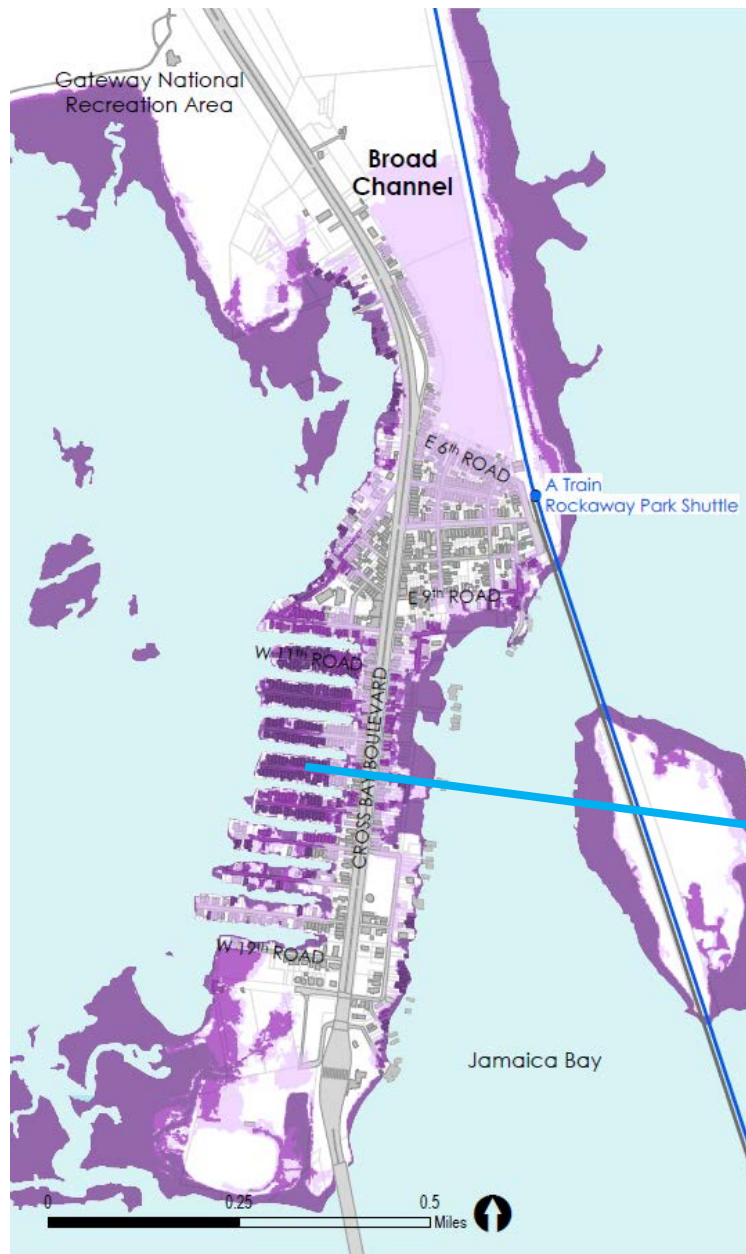 Gateway National
Recreation Area
Broad
Channel
E 6th ROAD
A Train
Rockaway Park Shuttle
E 9th ROAD
W 11th ROAD
CROSS BAY BOULEVARD
W 19th ROAD
Jamaica Bay
0 0.25 0.5
Miles